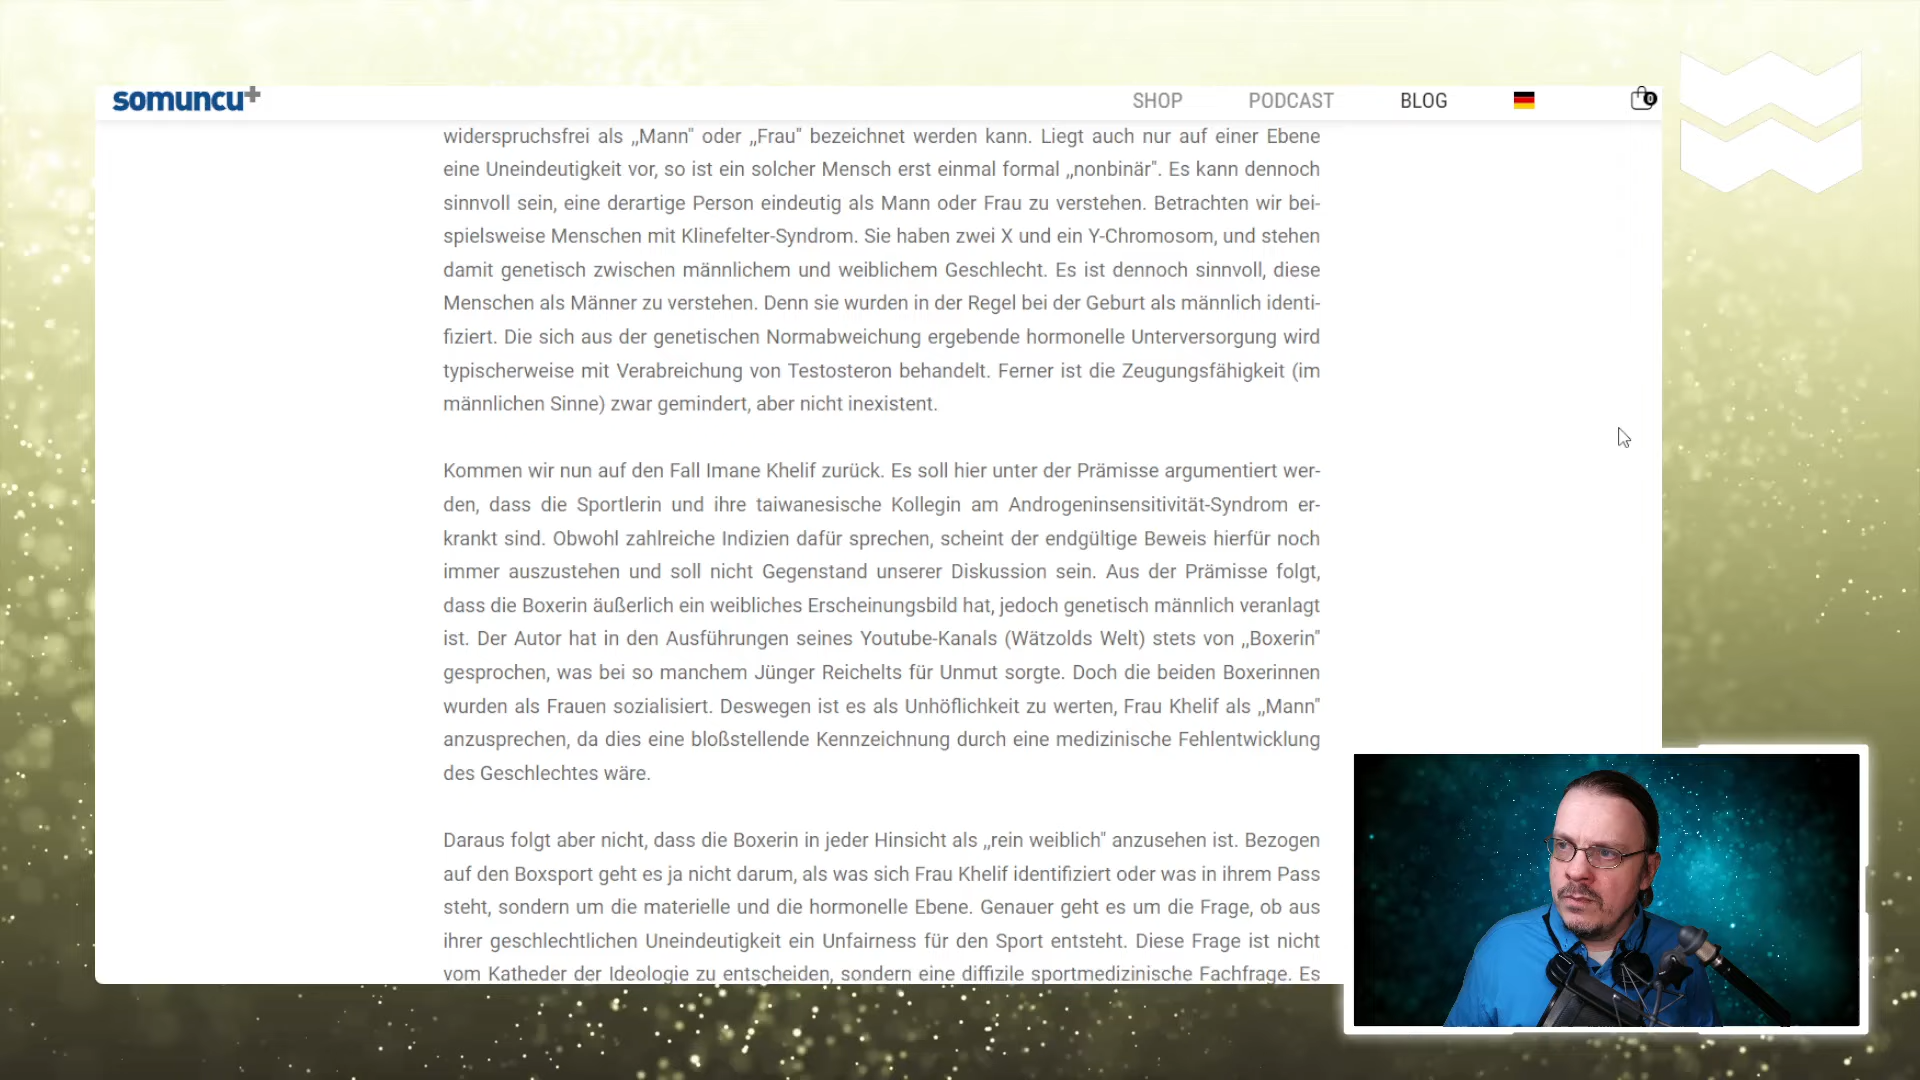 somuncu+
SHOP PODCAST BLOG 0
widerspruchsfrei als „Mann" oder „Frau" bezeichnet werden kann. Liegt auch nur auf einer Ebene
eine Uneindeutigkeit vor, so ist ein solcher Mensch erst einmal formal „nonbinär". Es kann dennoch
sinnvoll sein, eine derartige Person eindeutig als Mann oder Frau zu verstehen. Betrachten wir bei-
spielsweise Menschen mit Klinefelter-Syndrom. Sie haben zwei X und ein Y-Chromosom, und stehen
damit genetisch zwischen männlichem und weiblichem Geschlecht. Es ist dennoch sinnvoll, diese
Menschen als Männer zu verstehen. Denn sie wurden in der Regel bei der Geburt als männlich identi-
fiziert. Die sich aus der genetischen Normabweichung ergebende hormonelle Unterversorgung wird
typischerweise mit Verabreichung von Testosteron behandelt. Ferner ist die Zeugungsfähigkeit (im
männlichen Sinne) zwar gemindert, aber nicht inexistent.
Kommen wir nun auf den Fall Imane Khelif zurück. Es soll hier unter der Prämisse argumentiert wer-
den, dass die Sportlerin und ihre taiwanesische Kollegin am Androgeninsensitivität-Syndrom er-
krankt sind. Obwohl zahlreiche Indizien dafür sprechen, scheint der endgültige Beweis hierfür noch
immer auszustehen und soll nicht Gegenstand unserer Diskussion sein. Aus der Prämisse folgt,
dass die Boxerin äußerlich ein weibliches Erscheinungsbild hat, jedoch genetisch männlich veranlagt
ist. Der Autor hat in den Ausführungen seines Youtube-Kanals (Wätzolds Welt) stets von „Boxerin"
gesprochen, was bei so manchem Jünger Reichelts für Unmut sorgte. Doch die beiden Boxerinnen
wurden als Frauen sozialisiert. Deswegen ist es als Unhöflichkeit zu werten, Frau Khelif als „Mann"
anzusprechen, da dies eine bloßstellende Kennzeichnung durch eine medizinische Fehlentwicklung
des Geschlechtes wäre.
Daraus folgt aber nicht, dass die Boxerin in jeder Hinsicht als „rein weiblich" anzusehen ist. Bezogen
auf den Boxsport geht es ja nicht darum, als was sich Frau Khelif identifiziert oder was in ihrem Pass
steht, sondern um die materielle und die hormonelle Ebene. Genauer geht es um die Frage, ob aus
ihrer geschlechtlichen Uneindeutigkeit ein Unfairness für den Sport entsteht. Diese Frage ist nicht
vom Katheder der Ideologie zu entscheiden, sondern eine diffizile sportmedizinische Fachfrage. Es